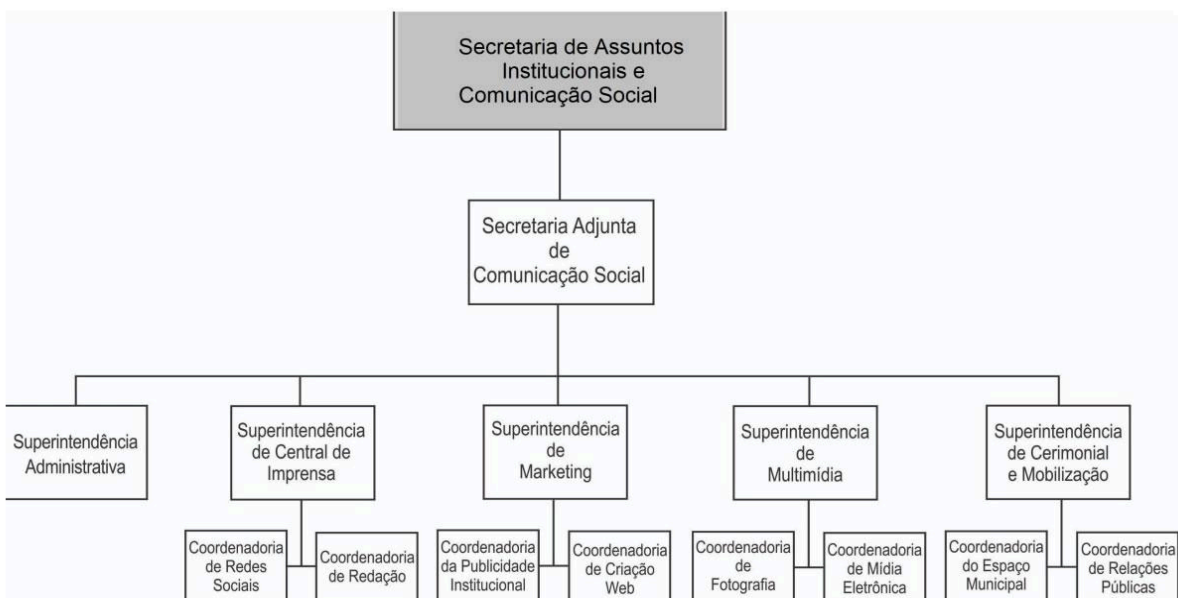 Secretaria de Assuntos
Institucionais e
Comunicação Social
Secretaria Adjunta
de
Comunicação Social
Superintendência
Administrativa
Superintendência
de Central de
Imprensa
Superintendência
de
Marketing
Superintendência
de
Multimídia
Superintendência
de Cerimonial
e Mobilização
Coordenadoria
de Redes
Sociais
Coordenadoria
de Redação
Coordenadoria
da Publicidade
Institucional
Coordenadoria
de Criação
Web
Coordenadoria
de
Fotografia
Coordenadoria
de Mídia
Eletrônica
Coordenadoria
do Espaço
Municipal
Coordenadoria
de Relações
Públicas